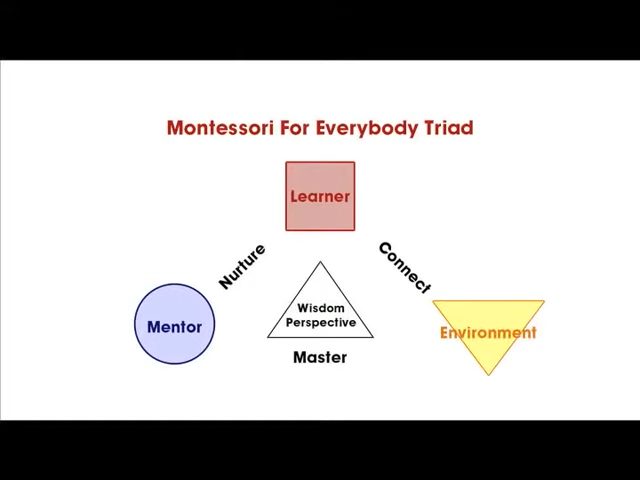 Montessori For Everybody Triad
Learner
Nurture
Connect
Mentor
Wisdom
Perspective
Environment
Master